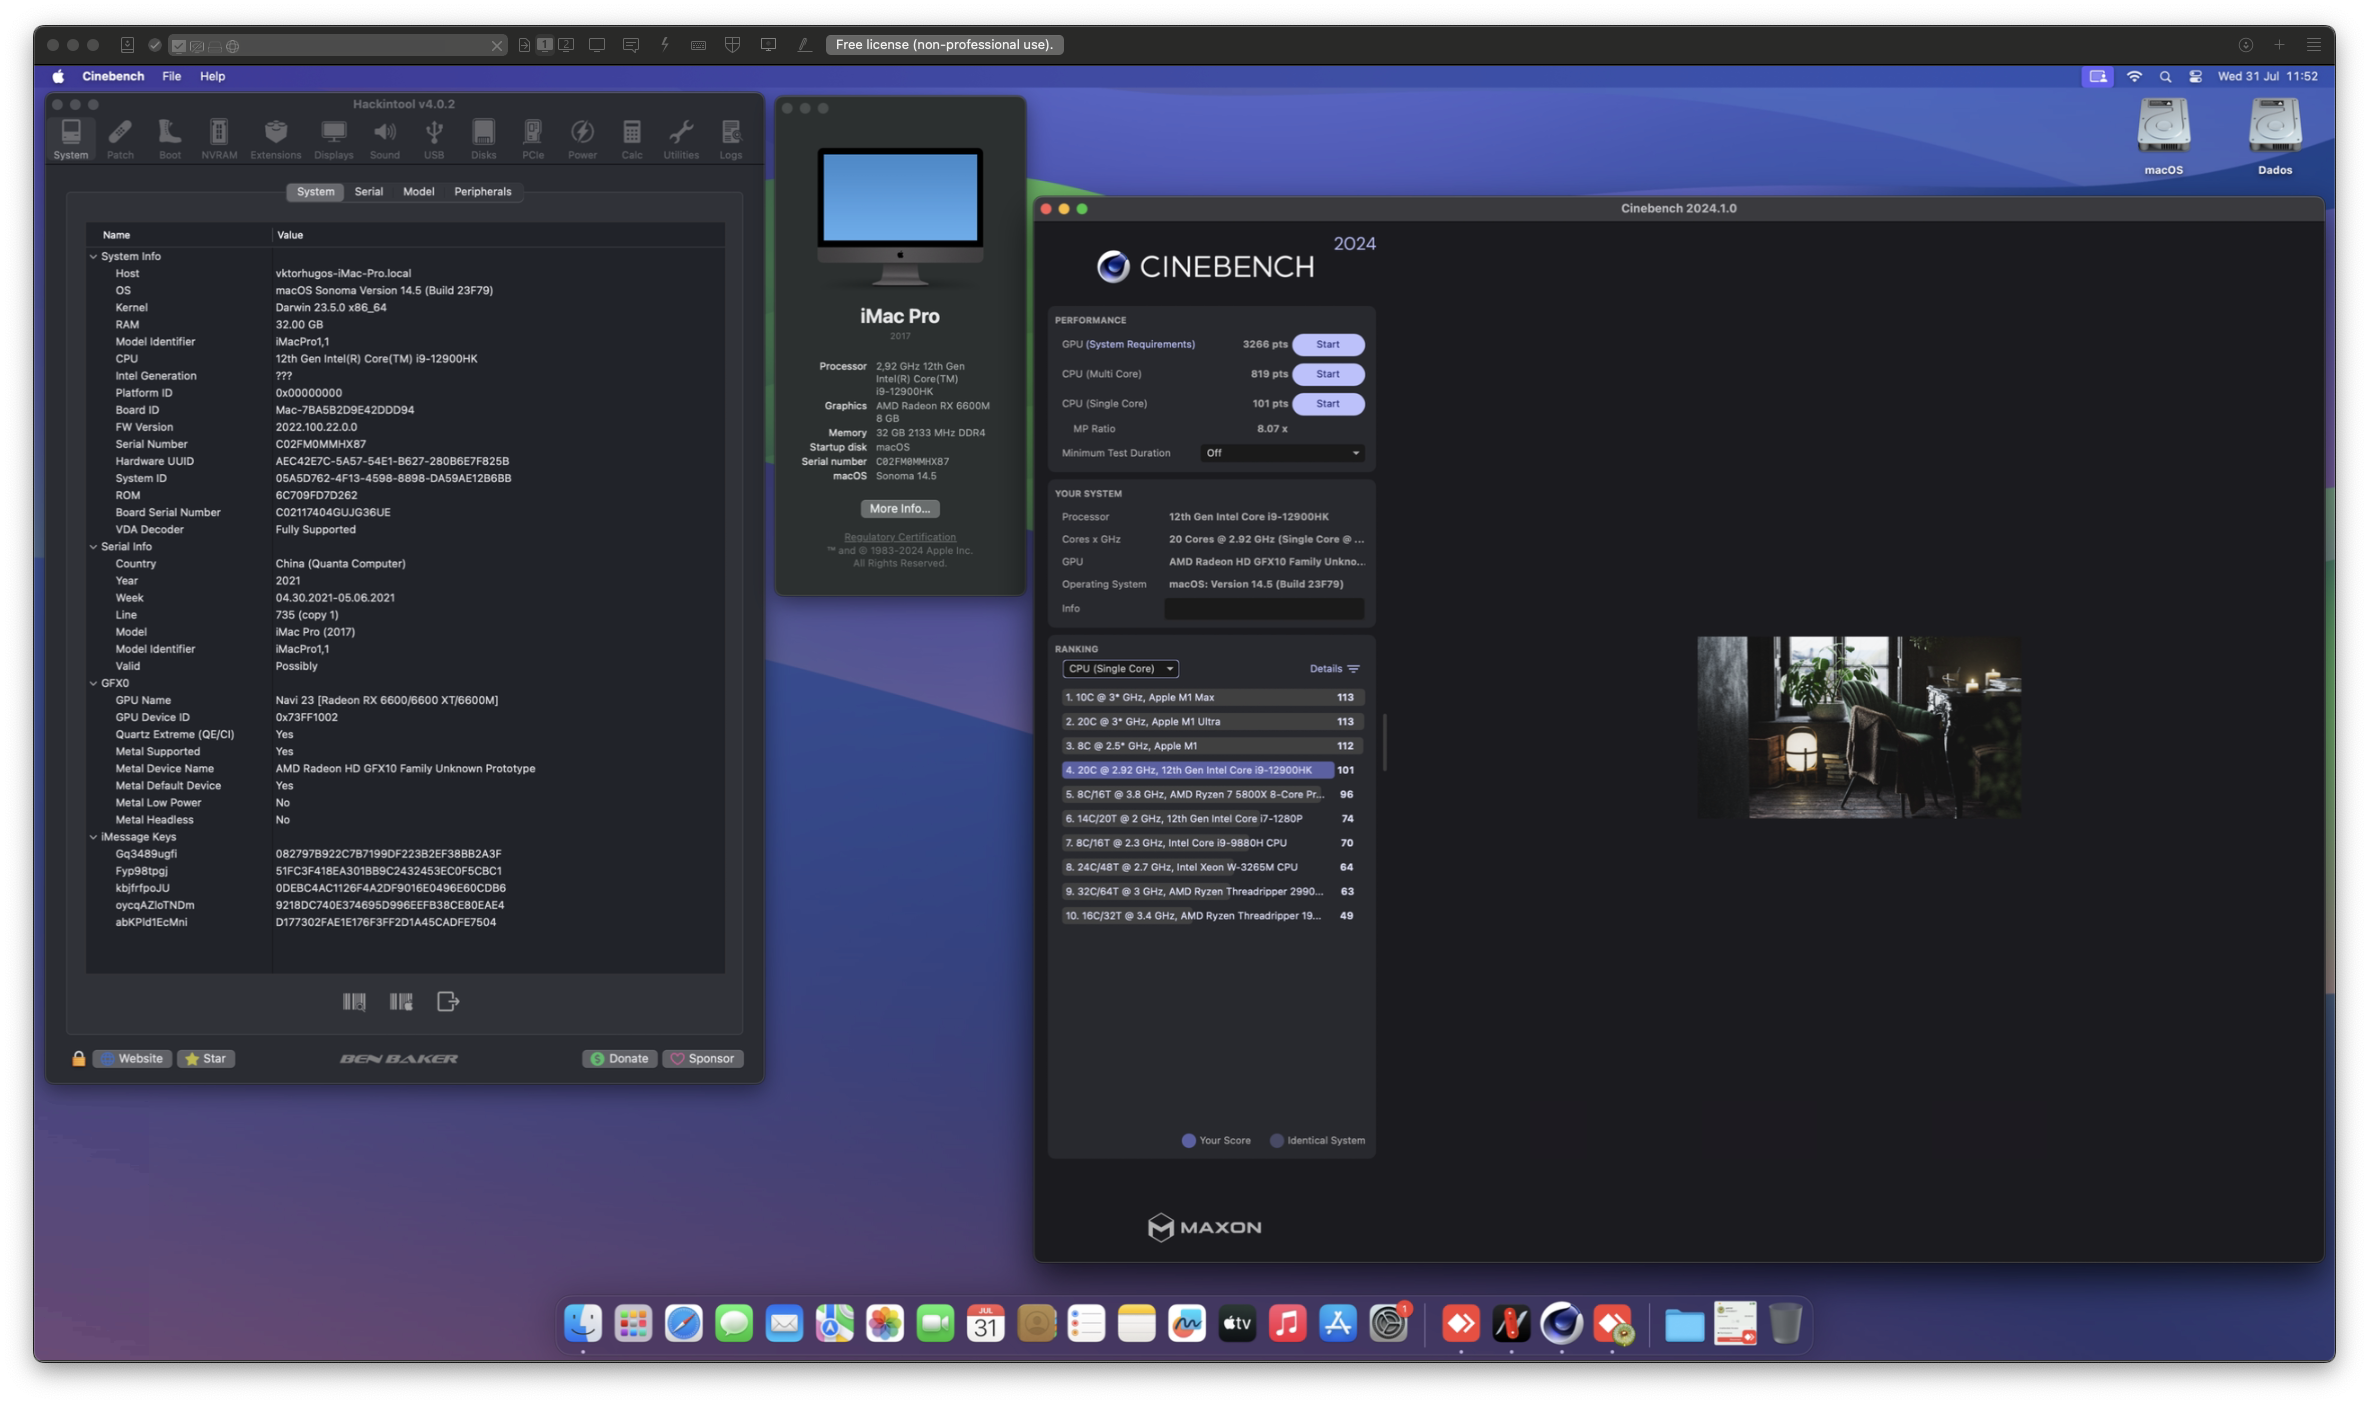 Free license (non-professional use).
Cinebench File Help
Wed 31 Jul 11:52
Hackintool v4.0.2
System Patch Boot NVRAM Extensions Displays Sound USB Disks PCIe Power Calc Utilities Logs
System Serial Model Peripherals
Name Value
System Info
Host vktorhugos-iMac-Pro.local
OS macOS Sonoma Version 14.5 (Build 23F79)
Kernel Darwin 23.5.0 x86_64
RAM 32.00 GB
Model Identifier iMacPro1,1
CPU 12th Gen Intel(R) Core(TM) i9-12900HK
Intel Generation ???
Platform ID 0x00000000
Board ID Mac-7BA5B2D9E42DDD94
FW Version 2022.100.22.0.0
Serial Number C02FM0MMHX87
Hardware UUID AEC42E7C-5A57-54E1-B627-280B6E7F825B
System ID 05A5D762-4F13-4598-8898-DA59AE12B6BB
ROM 6C709FD7D262
Board Serial Number C02117404GUJG36UE
VDA Decoder Fully Supported
Serial Info
Country China (Quanta Computer)
Year 2021
Week 04.30.2021-05.06.2021
Line 735 (copy 1)
Model iMac Pro (2017)
Model Identifier iMacPro1,1
Valid Possibly
GFX0
GPU Name Navi 23 [Radeon RX 6600/6600 XT/6600M]
GPU Device ID 0x73FF1002
Quartz Extreme (QE/CI) Yes
Metal Supported Yes
Metal Device Name AMD Radeon HD GFX10 Family Unknown Prototype
Metal Default Device Yes
Metal Low Power No
Metal Headless No
iMessage Keys
Gq3489ugfi 082797B922C7B7199DF223B2EF38BB2A3F
Fyp98tpgj 51FC3F418EA301BB9C2432453EC0F5CBC1
kbjfrfpoJU 0DEBC4AC1126F4A2DF9016E0496E60CDB6
oycqAZloTNDm 9218DC740E374695D996EEFB38CE80EAE4
abKPld1EcMni D177302FAE1E176F3FF2D1A45CADFE7504
Website Star BEN BAKER Donate Sponsor
iMac Pro
2017
Processor 2,92 GHz 12th Gen
Intel(R) Core(TM)
i9-12900HK
Graphics AMD Radeon RX 6600M
8 GB
Memory 32 GB 2133 MHz DDR4
Startup disk macOS
Serial number C02FM0MMHX87
macOS Sonoma 14.5
More Info...
Regulatory Certification
™ and © 1983-2024 Apple Inc.
All Rights Reserved.
macOS Dados
Cinebench 2024.1.0
2024
CINEBENCH
PERFORMANCE
GPU (System Requirements) 3266 pts Start
CPU (Multi Core) 819 pts Start
CPU (Single Core) 101 pts Start
MP Ratio 8.07 x
Minimum Test Duration Off
YOUR SYSTEM
Processor 12th Gen Intel Core i9-12900HK
Cores x GHz 20 Cores @ 2.92 GHz (Single Core @ ...
GPU AMD Radeon HD GFX10 Family Unkno...
Operating System macOS: Version 14.5 (Build 23F79)
Info
RANKING
CPU (Single Core) Details
1. 10C @ 3* GHz, Apple M1 Max 113
2. 20C @ 3* GHz, Apple M1 Ultra 113
3. 8C @ 2.5* GHz, Apple M1 112
4. 20C @ 2.92 GHz, 12th Gen Intel Core i9-12900HK 101
5. 8C/16T @ 3.8 GHz, AMD Ryzen 7 5800X 8-Core Pr... 96
6. 14C/20T @ 2 GHz, 12th Gen Intel Core i7-1280P 74
7. 8C/16T @ 2.3 GHz, Intel Core i9-9880H CPU 70
8. 24C/48T @ 2.7 GHz, Intel Xeon W-3265M CPU 64
9. 32C/64T @ 3 GHz, AMD Ryzen Threadripper 2990... 63
10. 16C/32T @ 3.4 GHz, AMD Ryzen Threadripper 19... 49
Your Score Identical System
MAXON
JUL
31
tv
1